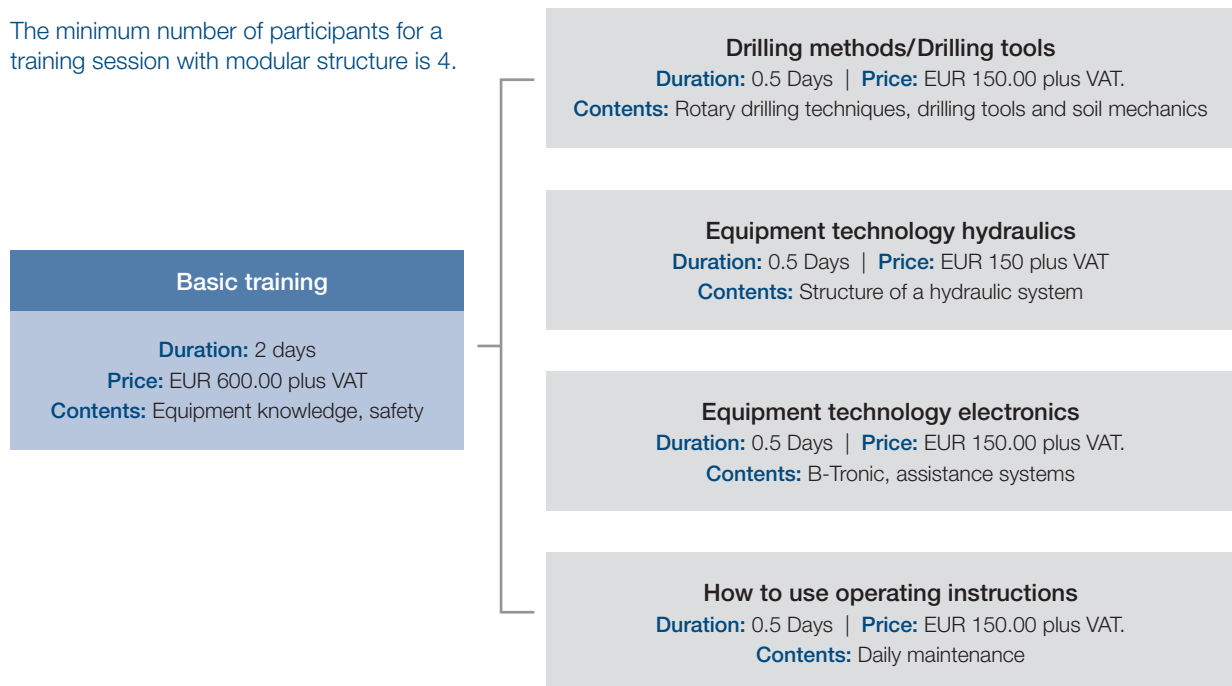 The minimum number of participants for a
training session with modular structure is 4.
Basic training
Duration: 2 days
Price: EUR 600.00 plus VAT
Contents: Equipment knowledge, safety
Drilling methods/Drilling tools
Duration: 0.5 Days | Price: EUR 150.00 plus VAT.
Contents: Rotary drilling techniques, drilling tools and soil mechanics
Equipment technology hydraulics
Duration: 0.5 Days | Price: EUR 150 plus VAT
Contents: Structure of a hydraulic system
Equipment technology electronics
Duration: 0.5 Days | Price: EUR 150.00 plus VAT.
Contents: B-Tronic, assistance systems
How to use operating instructions
Duration: 0.5 Days | Price: EUR 150.00 plus VAT.
Contents: Daily maintenance